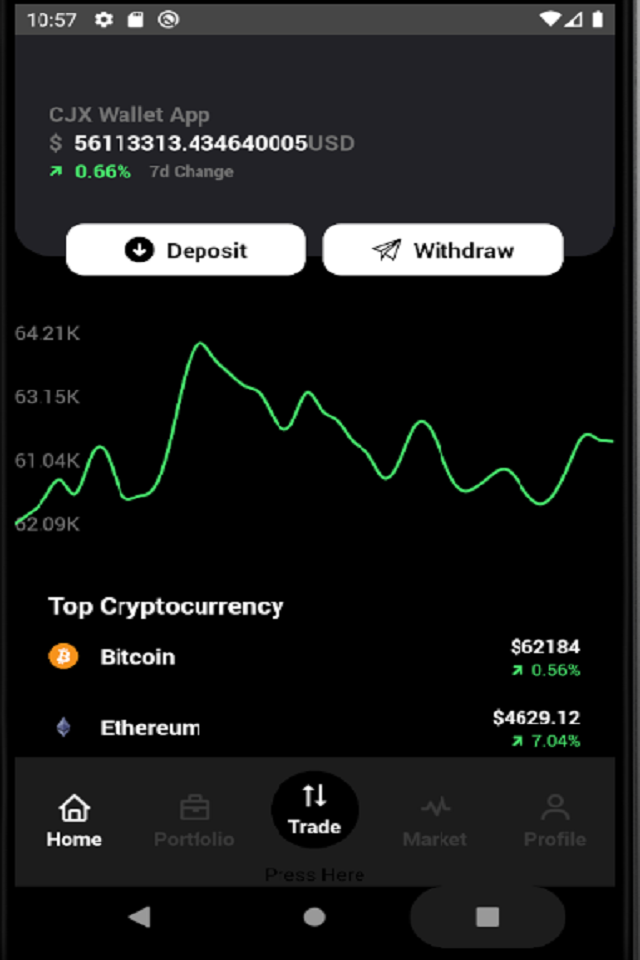 10:57
CJX Wallet App
$ 56113313.434640005USD
0.66% 7d Change
Deposit Withdraw
64.21K
63.15K
61.04K
62.09K
Top Cryptocurrency
Bitcoin $62184
0.56%
Ethereum $4629.12
7.04%
Home Portfolio Trade Market Profile
Press Here